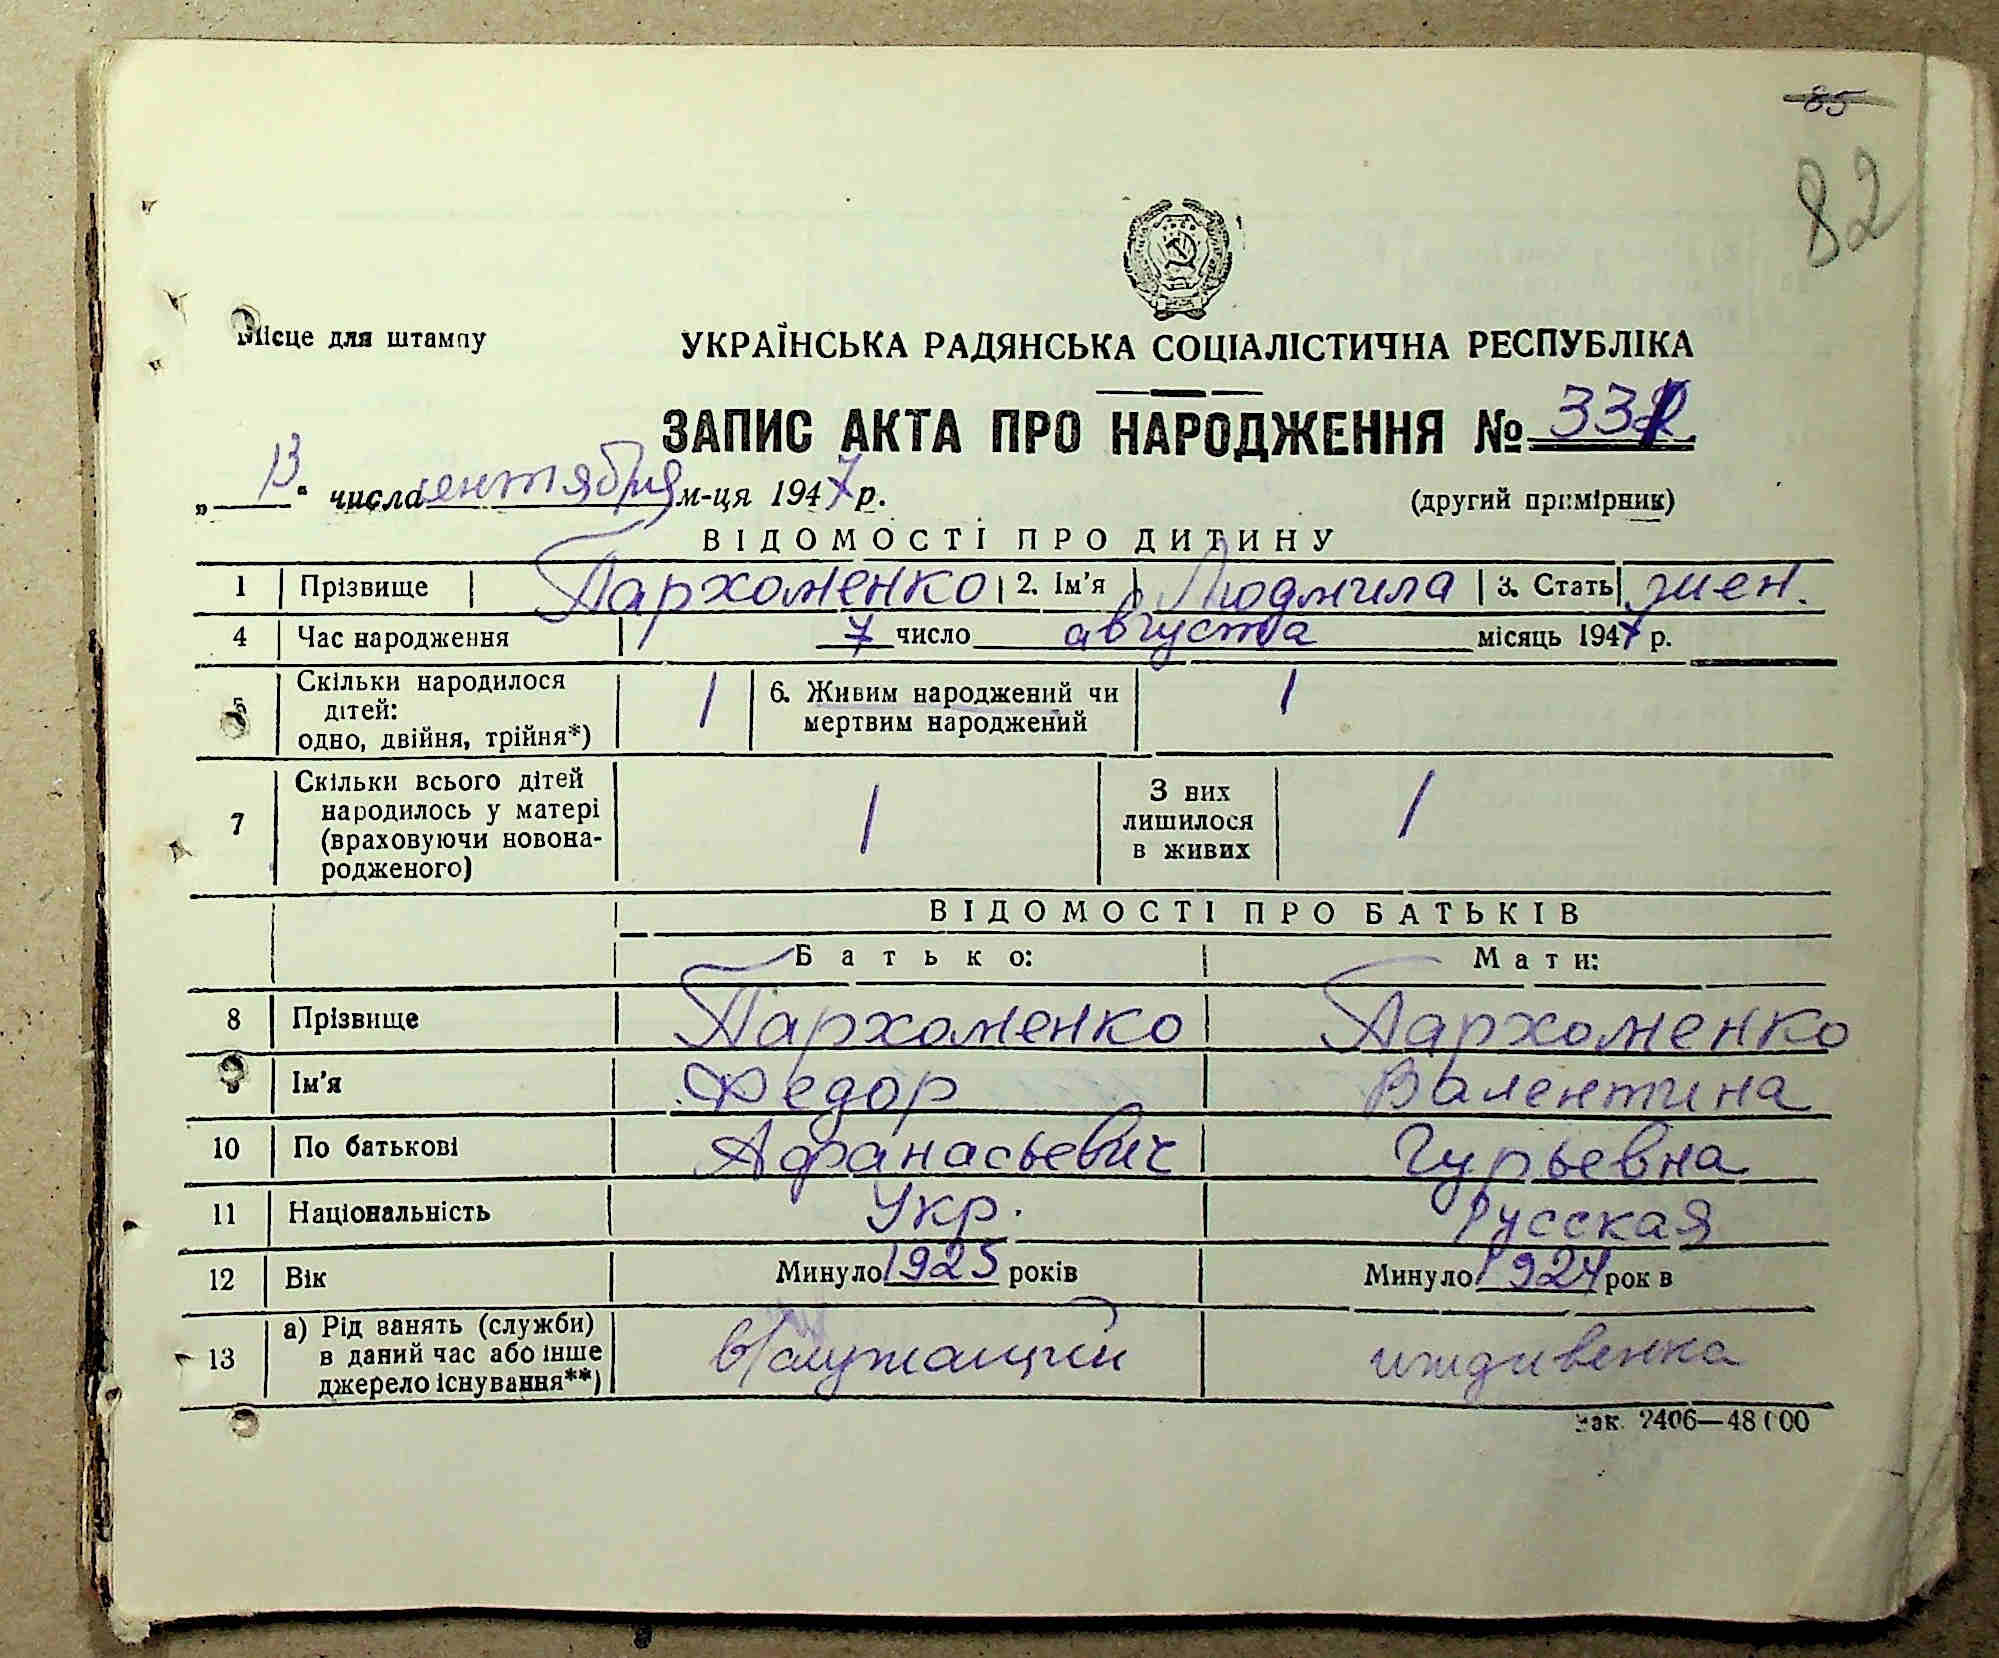 85
82
Місце для штампу
УКРАЇНСЬКА РАДЯНСЬКА СОЦІАЛІСТИЧНА РЕСПУБЛІКА
ЗАПИС АКТА ПРО НАРОДЖЕННЯ №
„13“ числа сентября м-ця 1947 р. (другий примірник)
ВІДОМОСТІ ПРО ДИТИНУ
1 Прізвище Пархоменко 2. Ім'я Людмила 3. Стать жен.
4 Час народження 7 число августа місяць 1947 р.
5 Скільки народилося дітей: одно, двійня, трійня*) 1 6. Живим народжений чи мертвим народжений 1
7 Скільки всього дітей народилось у матері (враховуючи новонародженого) 1 З них лишилося в живих 1
ВІДОМОСТІ ПРО БАТЬКІВ
Батько: Мати:
8 Прізвище Пархоменко Пархоменко
9 Ім'я Федор Валентина
10 По батькові Афанасьевич Гурьевна
11 Національність Укр. Русская
12 Вік Минуло 1925 років Минуло 1924 рок в
13 а) Рід занять (служби) в даний час або інше джерело існування**) в/служащий иждивенка
Зак. 2406—48000